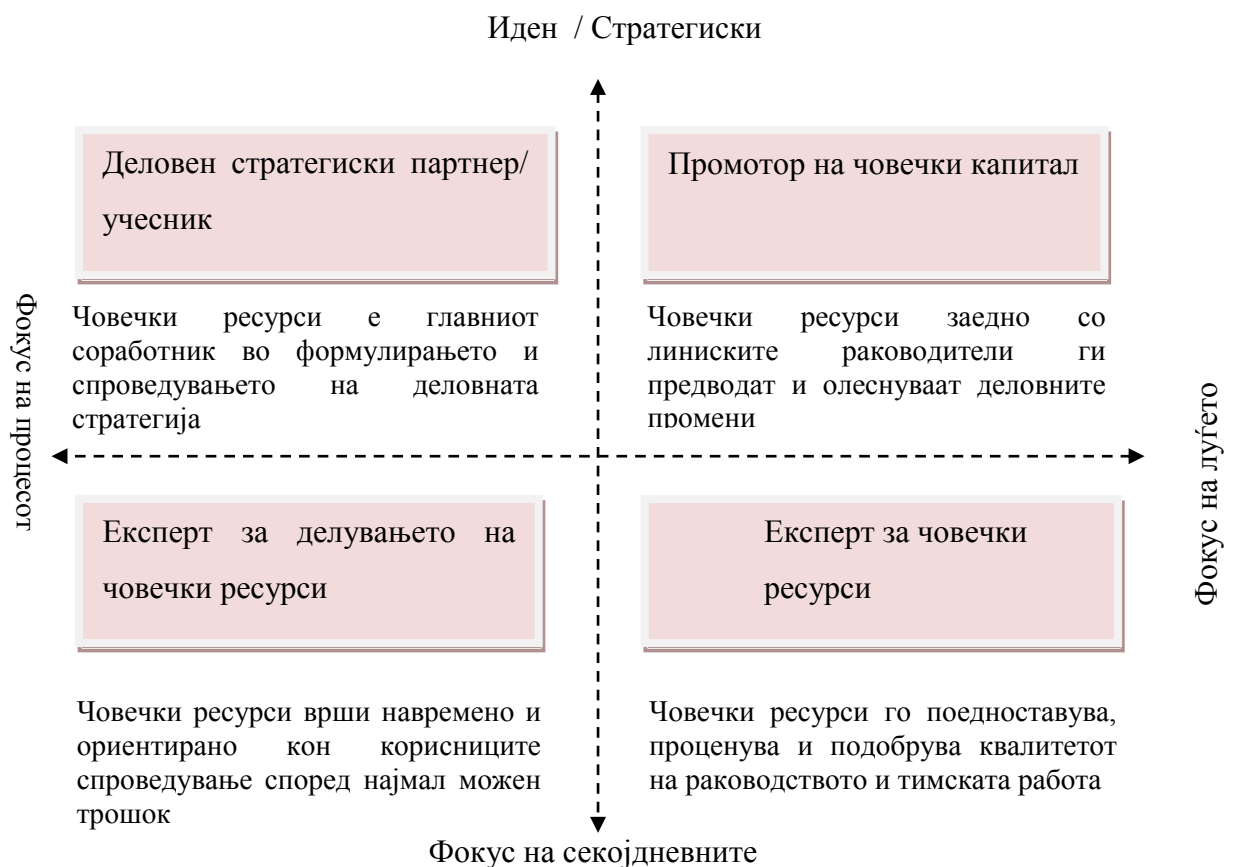 Иден / Стратегиски
Деловен стратегиски партнер/
учесник
Промотор на човечки капитал
Човечки ресурси е главниот
соработник во формулирањето и
спроведувањето на деловната
стратегија
Човечки ресурси заедно со
линиските раководители ги
предводат и олеснуваат деловните
промени
Фокус на процесот
Фокус на луѓето
Експерт за делувањето на
човечки ресурси
Експерт за човечки
ресурси
Човечки ресурси врши навремено и
ориентирано кон корисниците
спроведување според најмал можен
трошок
Човечки ресурси го поедноставува,
проценува и подобрува квалитетот
на раководството и тимската работа
Фокус на секојдневните